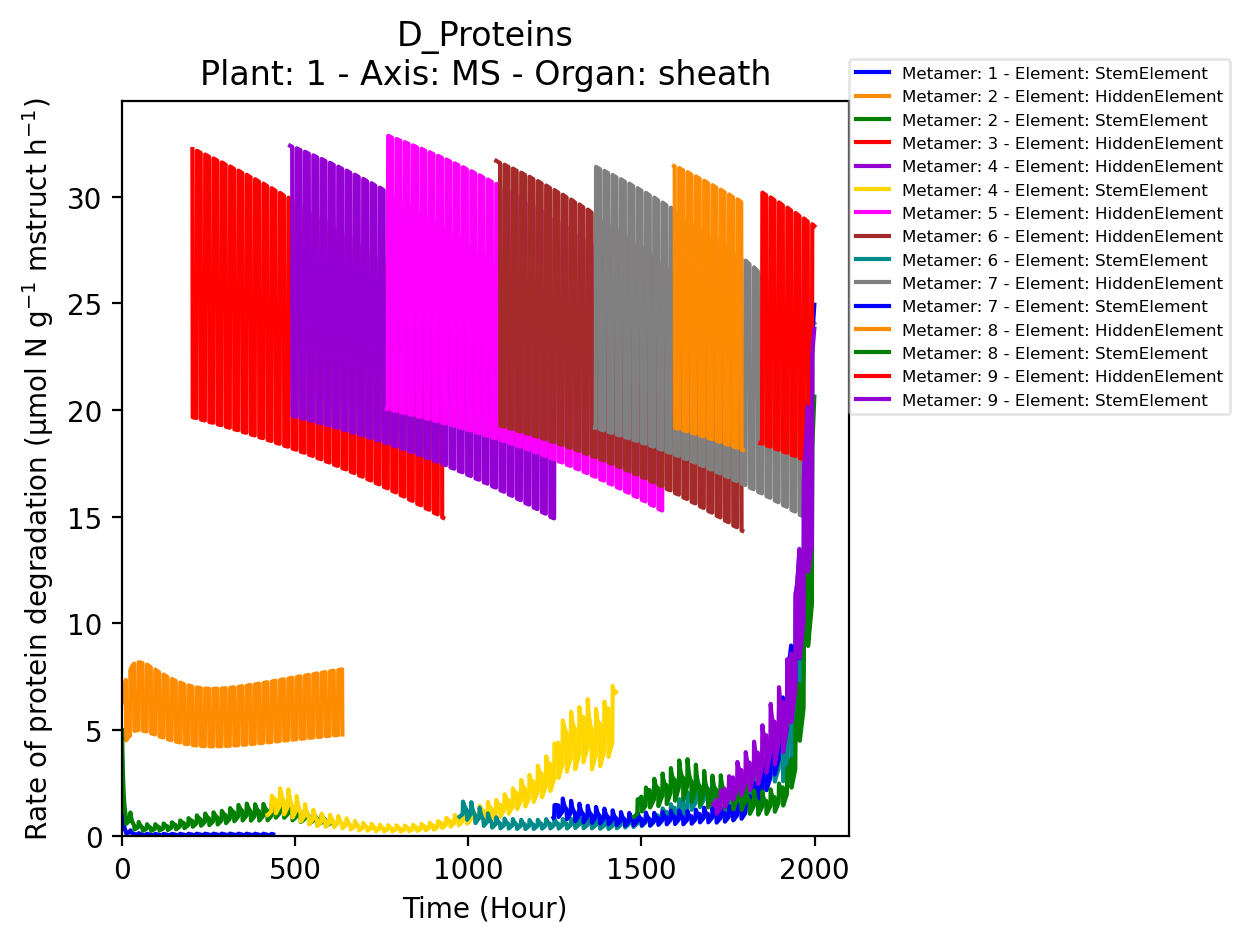 D_Proteins
Plant: 1 - Axis: MS - Organ: sheath
Rate of protein degradation (µmol N g⁻¹ mstruct h⁻¹)
30
25
20
15
10
5
0
0 500 1000 1500 2000
Time (Hour)
Metamer: 1 - Element: StemElement
Metamer: 2 - Element: HiddenElement
Metamer: 2 - Element: StemElement
Metamer: 3 - Element: HiddenElement
Metamer: 4 - Element: HiddenElement
Metamer: 4 - Element: StemElement
Metamer: 5 - Element: HiddenElement
Metamer: 6 - Element: HiddenElement
Metamer: 6 - Element: StemElement
Metamer: 7 - Element: HiddenElement
Metamer: 7 - Element: StemElement
Metamer: 8 - Element: HiddenElement
Metamer: 8 - Element: StemElement
Metamer: 9 - Element: HiddenElement
Metamer: 9 - Element: StemElement